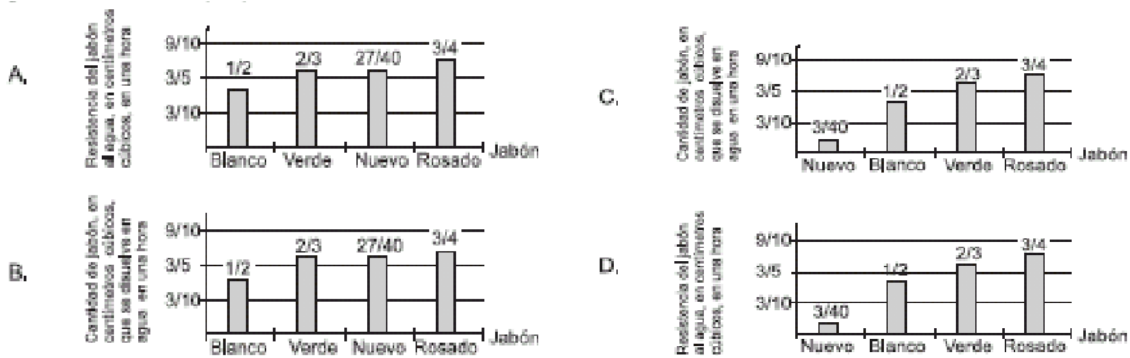 A.
Resistencia del jabón
al agua, en centímetros
cúbicos, en una hora
9/10
3/5
3/10
1/2
2/3
27/40
3/4
Blanco
Verde
Nuevo
Rosado
Jabón
B.
Cantidad de jabón, en
centímetros cúbicos,
que se disuelve en
agua en una hora
9/10
3/5
3/10
1/2
2/3
27/40
3/4
Blanco
Verde
Nuevo
Rosado
Jabón
C.
Cantidad de jabón, en
centímetros cúbicos,
que se disuelve en
agua en una hora
9/10
3/5
3/10
3/40
1/2
2/3
3/4
Nuevo
Blanco
Verde
Rosado
Jabón
D.
Resistencia del jabón
al agua, en centímetros
cúbicos, en una hora
9/10
3/5
3/10
3/40
1/2
2/3
3/4
Nuevo
Blanco
Verde
Rosado
Jabón